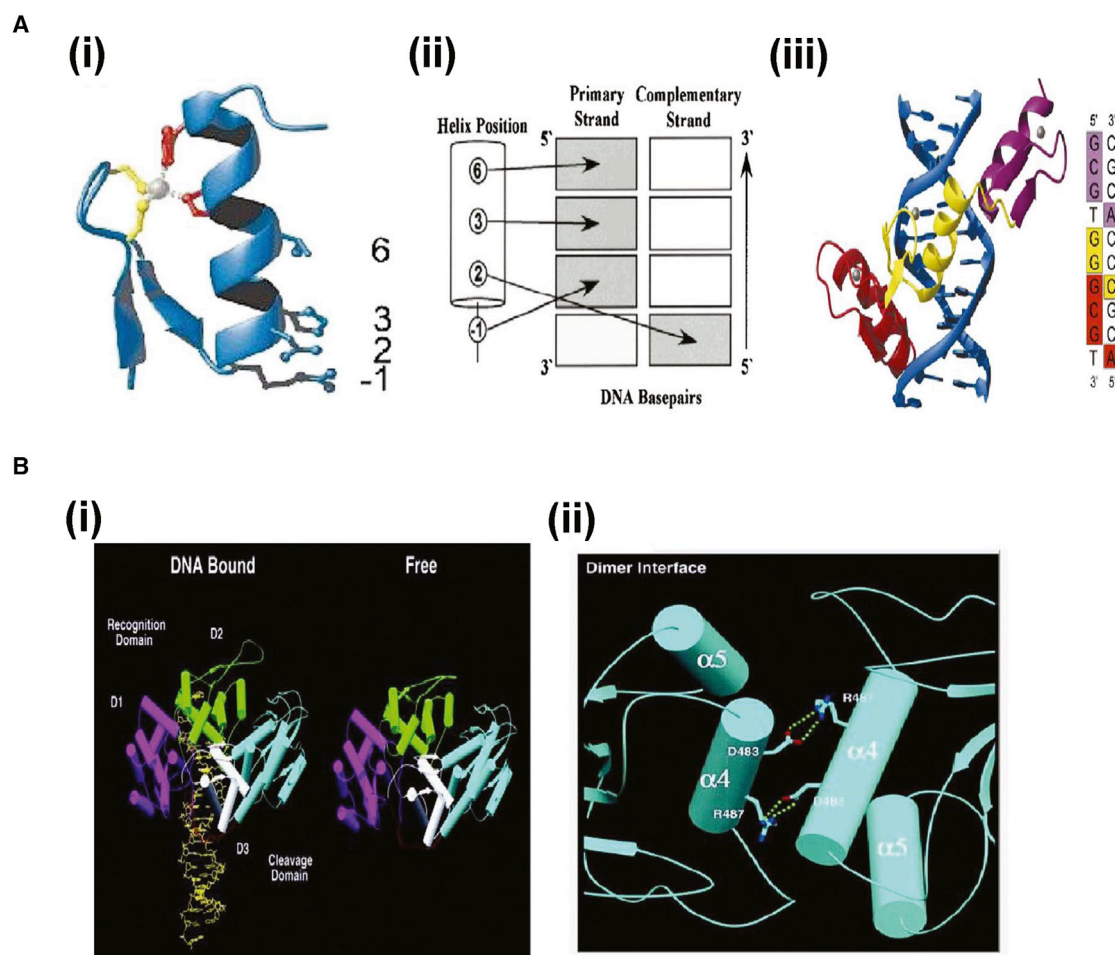 A
(i)
6
3
2
-1
(ii)
Primary Strand
Complementary Strand
Helix Position
5'
3'
6
3
2
-1
3'
5'
DNA Basepairs
(iii)
5' 3'
G C
C G
G C
T A
G C
G C
G C
C G
G C
T A
3' 5'
B
(i)
DNA Bound
Free
Recognition
Domain
D2
D1
D3
Cleavage
Domain
(ii)
Dimer Interface
α5
R487
D483
α4
α4
R487
D483
α5